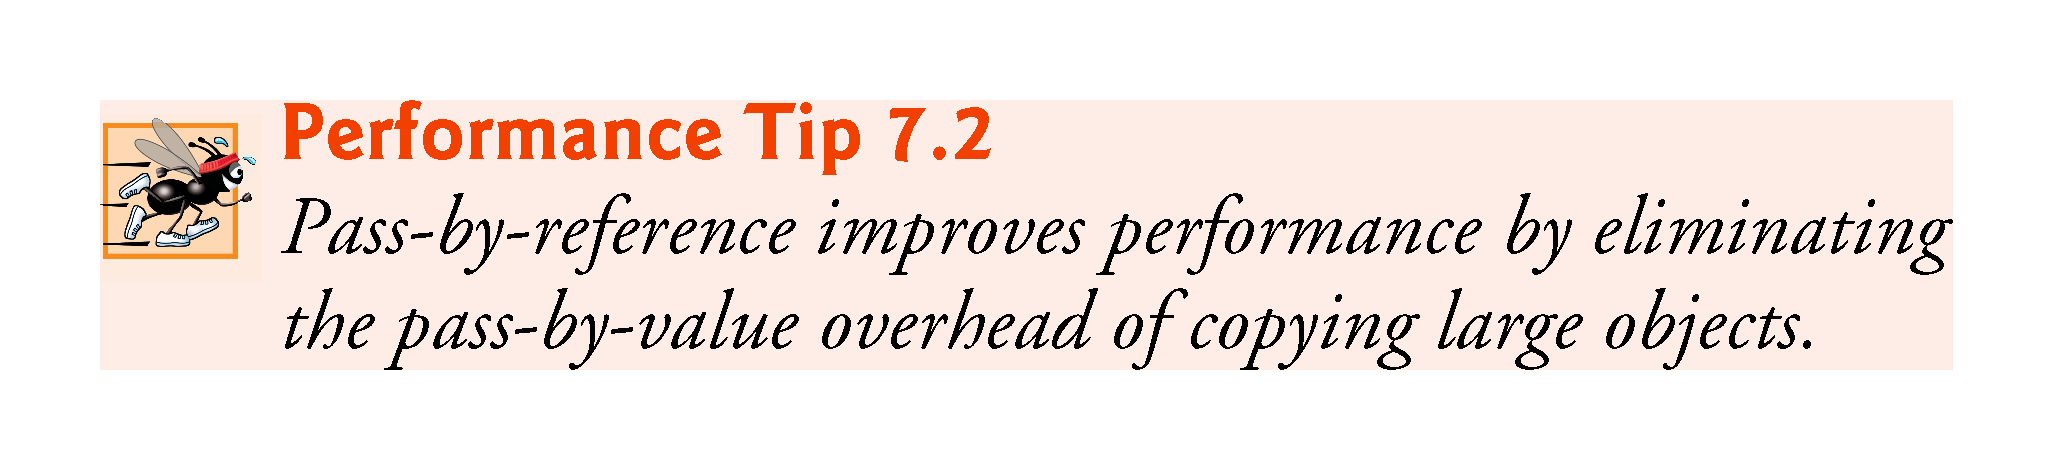 Performance Tip 7.2
Pass-by-reference improves performance by eliminating
the pass-by-value overhead of copying large objects.